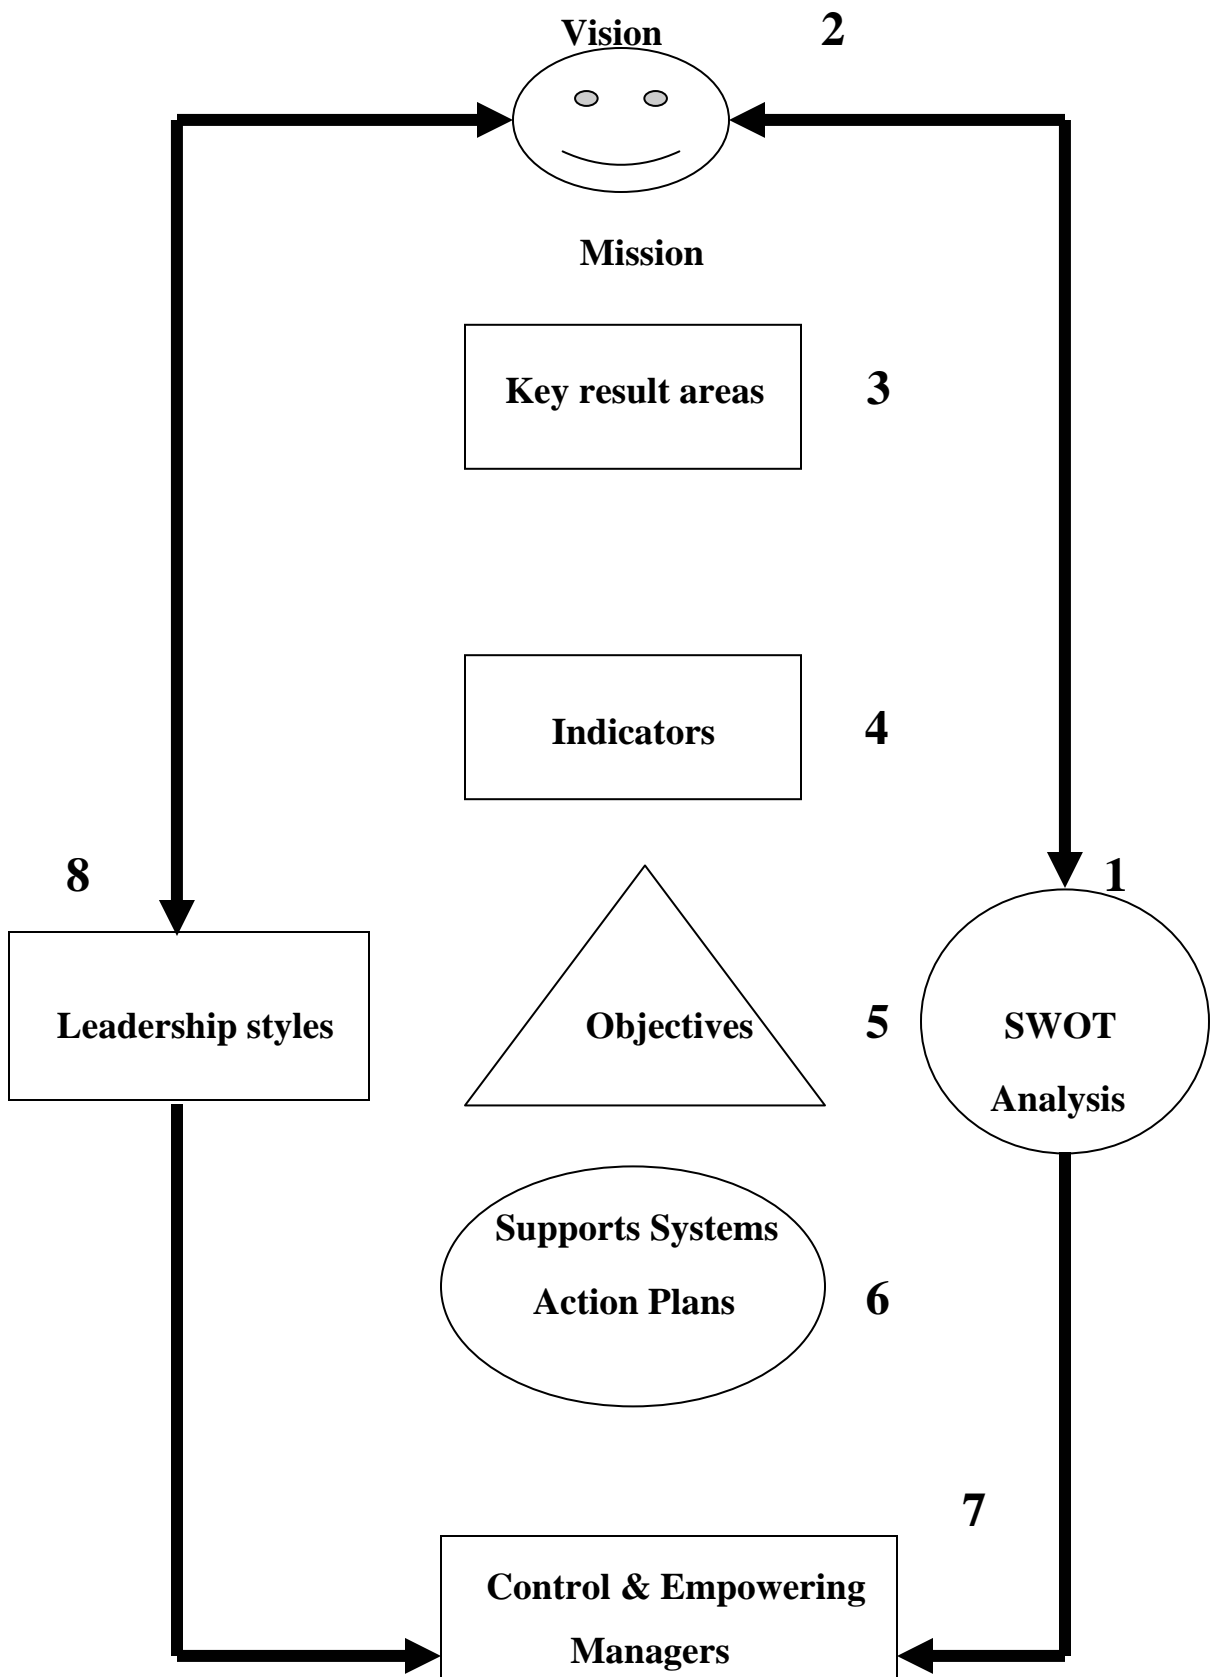 Vision 2
Mission
Key result areas 3
Indicators 4
8 1
Leadership styles Objectives 5 SWOT
Analysis
Supports Systems
Action Plans 6
7
Control & Empowering
Managers